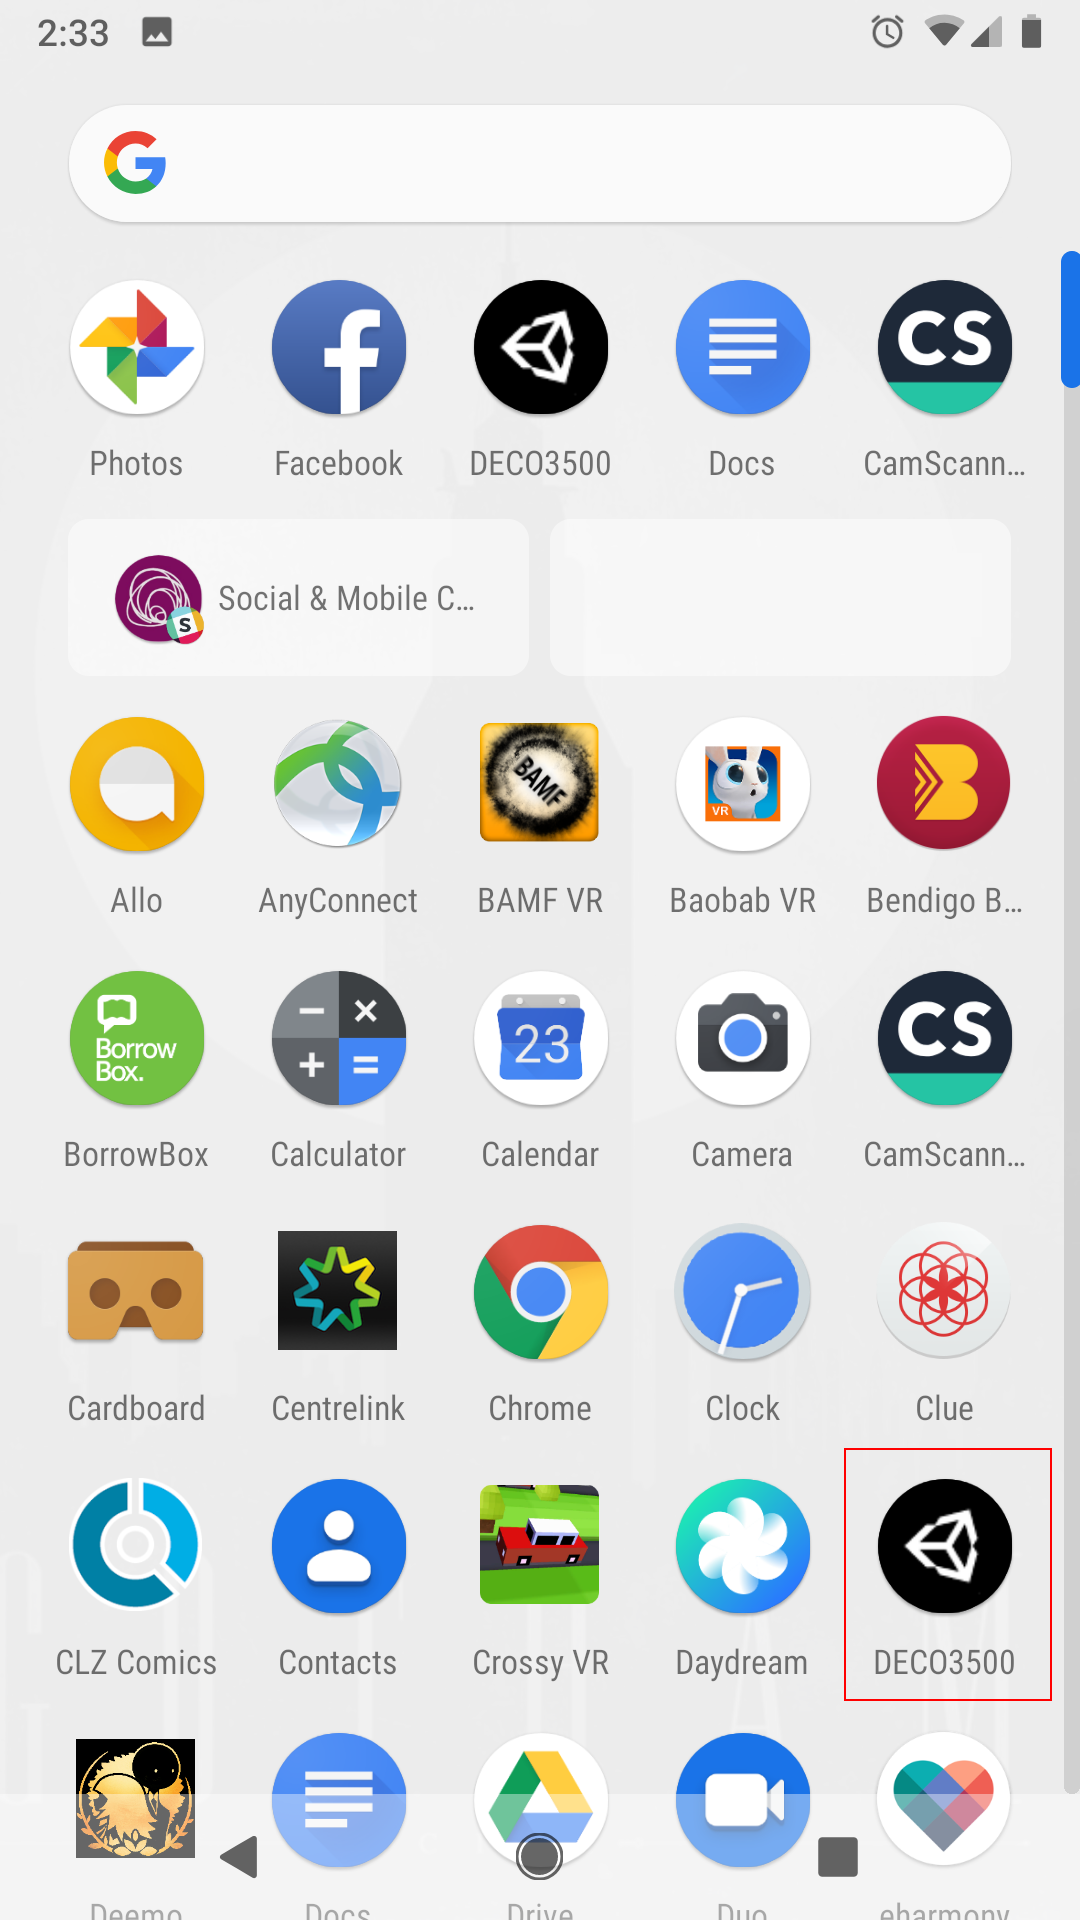 2:33
Photos
Facebook
DECO3500
Docs
CS
CamScann...
S
Social & Mobile C...
Allo
AnyConnect
BAMF
BAMF VR
VR
Baobab VR
B
Bendigo B...
Borrow
Box.
BorrowBox
Calculator
23
Calendar
Camera
CS
CamScann...
Cardboard
Centrelink
Chrome
Clock
Clue
CLZ Comics
Contacts
Crossy VR
Daydream
DECO3500
Deemo
Docs
Drive
Duo
eharmony